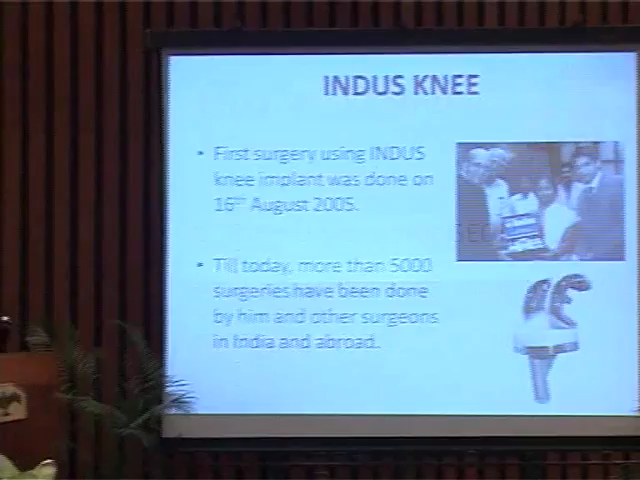 INDUS KNEE
• First surgery using INDUS
knee implant was done on
16th August 2005.
• Till today, more than 5000
surgeries have been done
by him and other surgeons
in India and abroad.